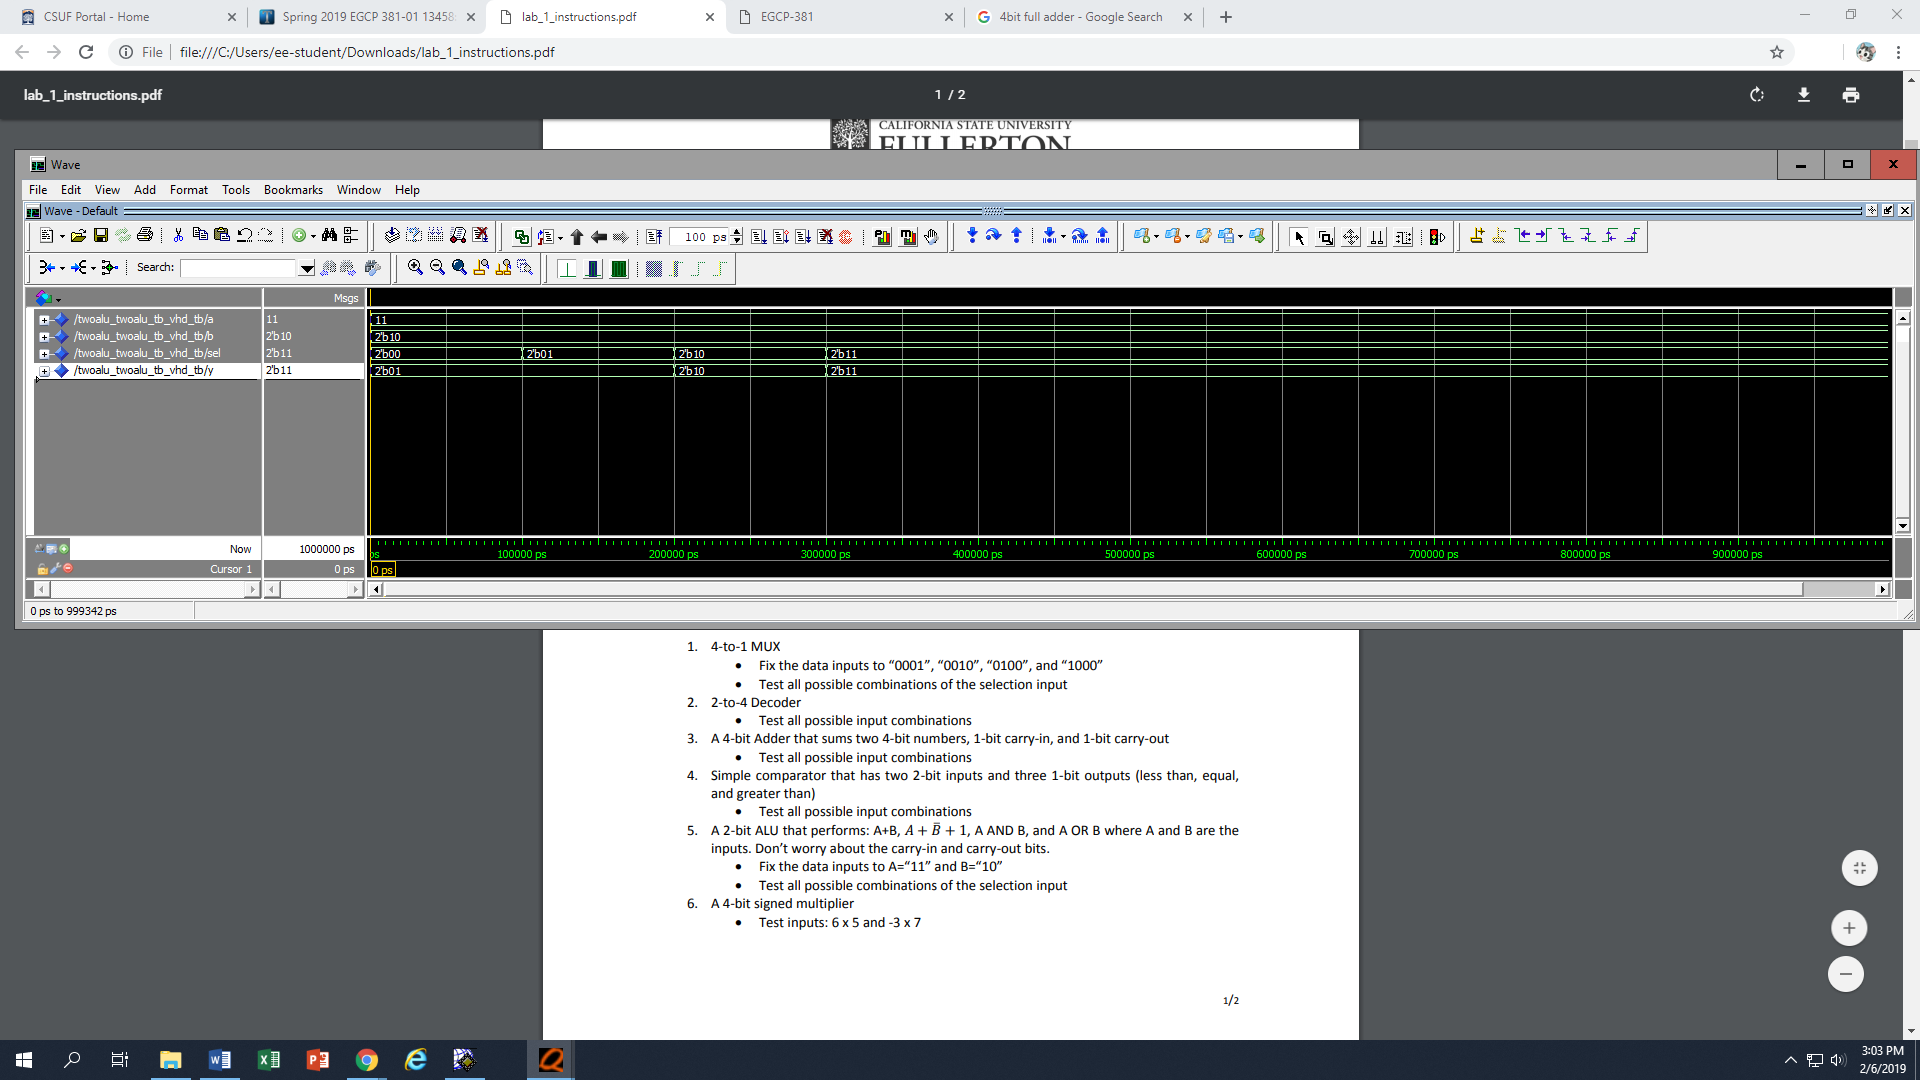 CSUF Portal - Home
Spring 2019 EGCP 381-01 13458
lab_1_instructions.pdf
EGCP-381
4bit full adder - Google Search
File
file:///C:/Users/ee-student/Downloads/lab_1_instructions.pdf
lab_1_instructions.pdf
1 / 2
CALIFORNIA STATE UNIVERSITY
FULLERTON
Wave
File Edit View Add Format Tools Bookmarks Window Help
Wave - Default
100 ps
Search:
Msgs
/twoalu_twoalu_tb_vhd_tb/a 11 11
/twoalu_twoalu_tb_vhd_tb/b 2'b10 2'b10
/twoalu_twoalu_tb_vhd_tb/sel 2'b11 2'b00 2'b01 2'b10 2'b11
/twoalu_twoalu_tb_vhd_tb/y 2'b11 2'b01 2'b10 2'b11
Now 1000000 ps ps 100000 ps 200000 ps 300000 ps 400000 ps 500000 ps 600000 ps 700000 ps 800000 ps 900000 ps
Cursor 1 0 ps 0 ps
0 ps to 999342 ps
1. 4-to-1 MUX
• Fix the data inputs to “0001”, “0010”, “0100”, and “1000”
• Test all possible combinations of the selection input
2. 2-to-4 Decoder
• Test all possible input combinations
3. A 4-bit Adder that sums two 4-bit numbers, 1-bit carry-in, and 1-bit carry-out
• Test all possible input combinations
4. Simple comparator that has two 2-bit inputs and three 1-bit outputs (less than, equal,
and greater than)
• Test all possible input combinations
5. A 2-bit ALU that performs: A+B, A + B̅ + 1, A AND B, and A OR B where A and B are the
inputs. Don’t worry about the carry-in and carry-out bits.
• Fix the data inputs to A=“11” and B=“10”
• Test all possible combinations of the selection input
6. A 4-bit signed multiplier
• Test inputs: 6 x 5 and -3 x 7
1/2
3:03 PM
2/6/2019